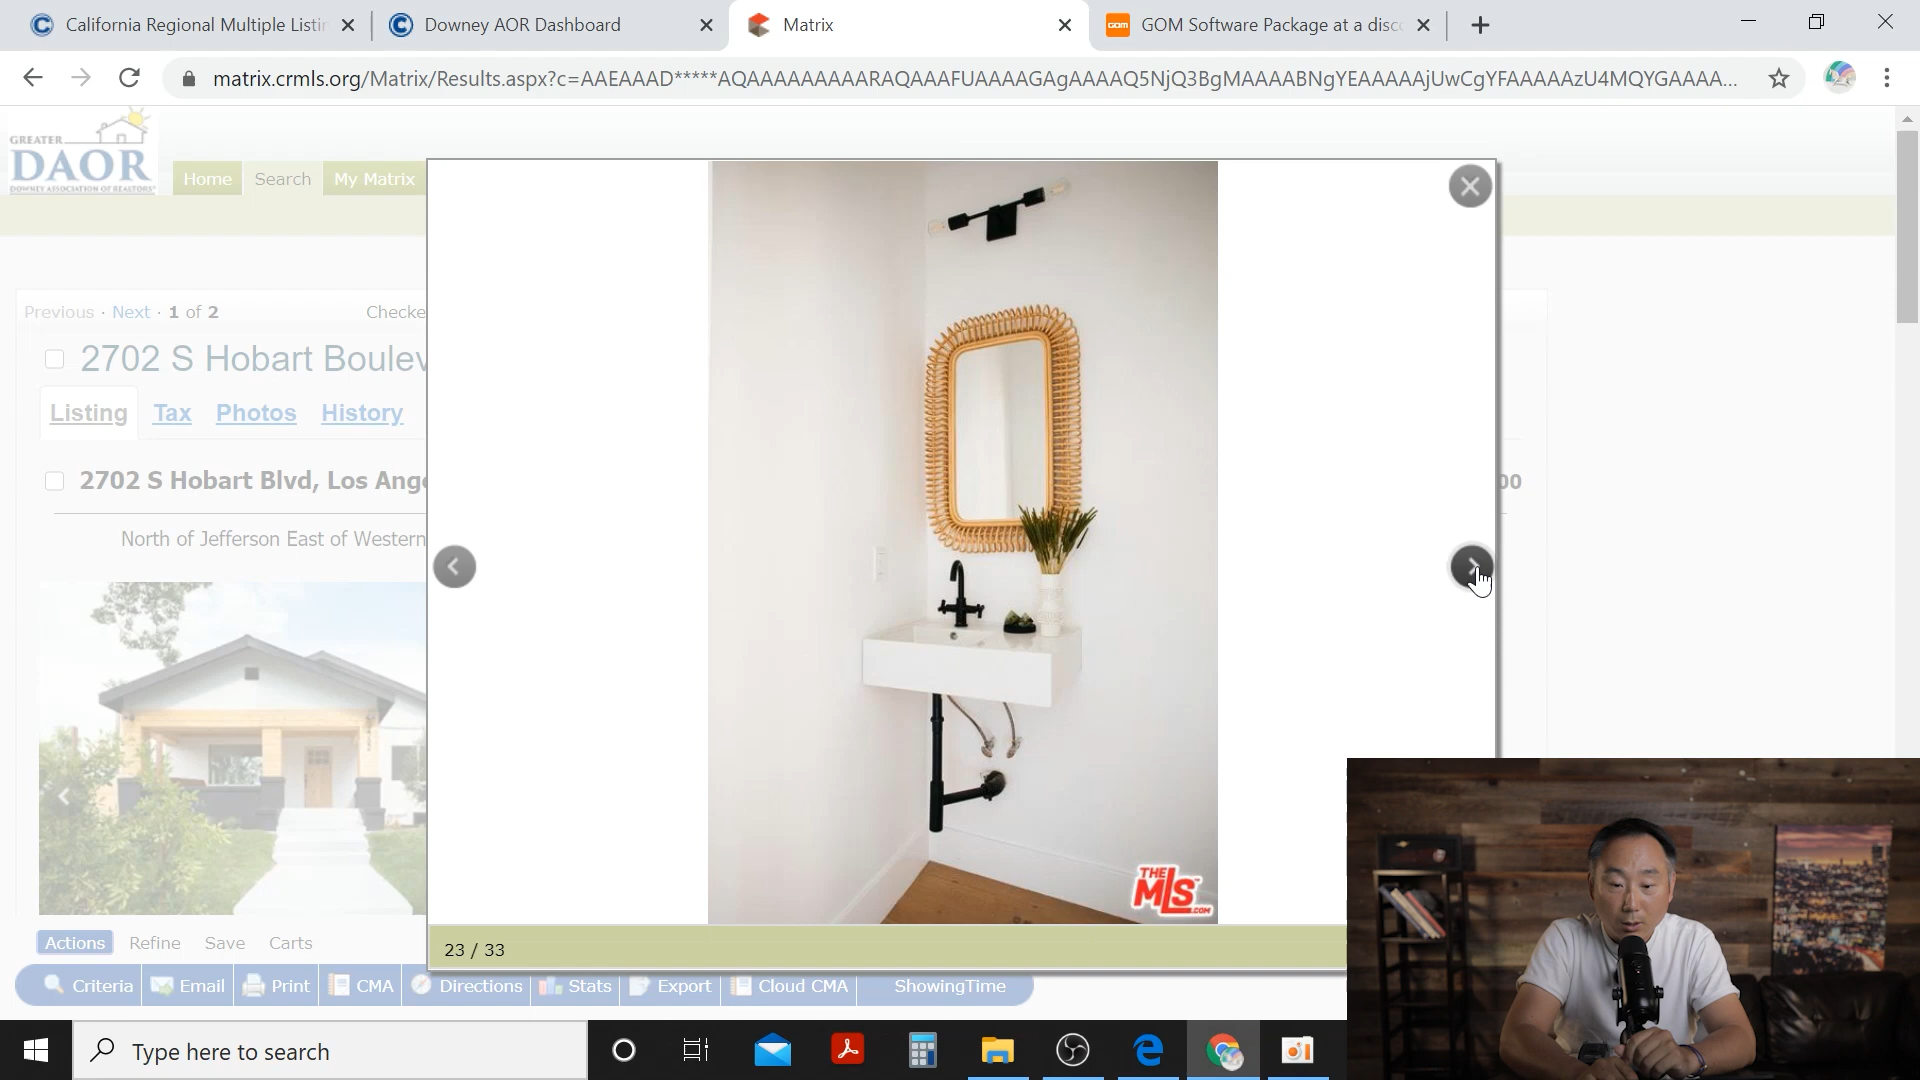 California Regional Multiple Listin
Downey AOR Dashboard
Matrix
GOM Software Package at a disc
matrix.crmls.org/Matrix/Results.aspx?c=AAEAAAD*****AQAAAAAAAAARAQAAAFUAAAAGAgAAAAQ5NjQ3BgMAAAABNgYEAAAAAjUwCgYFAAAAAzU4MQYGAAAA...
GREATER
DAOR
DOWNEY ASSOCIATION OF REALTORS
Home
Search
My Matrix
Previous · Next · 1 of 2
Checke
2702 S Hobart Boulev
Listing
Tax
Photos
History
2702 S Hobart Blvd, Los Ange
00
North of Jefferson East of Western
THE
MLS
.COM
23 / 33
Actions
Refine
Save
Carts
Criteria
Email
Print
CMA
Directions
Stats
Export
Cloud CMA
ShowingTime
Type here to search